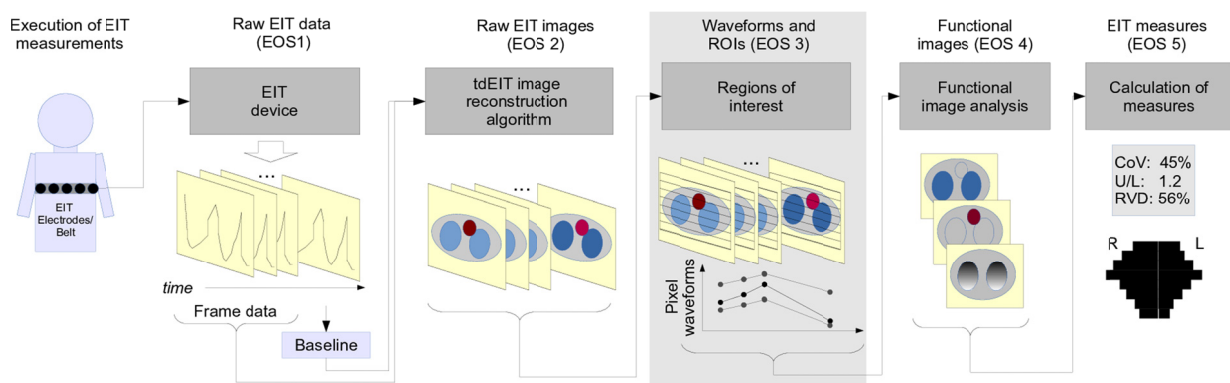 Execution of EIT
measurements
EIT
Electrodes/
Belt
Raw EIT data
(EOS1)
EIT
device
...
time
Frame data
Baseline
Raw EIT images
(EOS 2)
tdEIT image
reconstruction
algorithm
...
Waveforms and
ROIs (EOS 3)
Regions of
interest
...
Pixel
waveforms
Functional
images (EOS 4)
Functional
image analysis
EIT measures
(EOS 5)
Calculation of
measures
CoV: 45%
U/L: 1.2
RVD: 56%
R L